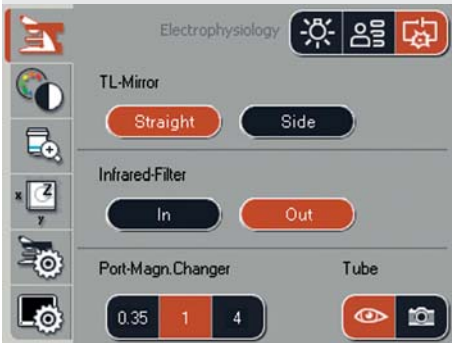 Electrophysiology
TL-Mirror
Straight Side
x Z
y
Infrared-Filter
In Out
Port-Magn.Changer Tube
0.35 1 4